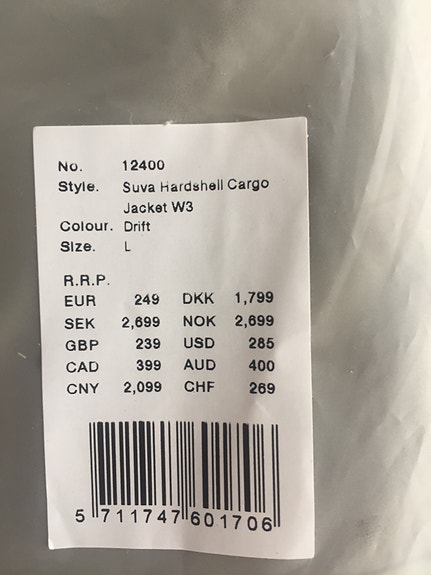 No. 12400
Style. Suva Hardshell Cargo
Jacket W3
Colour. Drift
Size. L
R.R.P.
EUR 249 DKK 1,799
SEK 2,699 NOK 2,699
GBP 239 USD 285
CAD 399 AUD 400
CNY 2,099 CHF 269
5 711747 601706